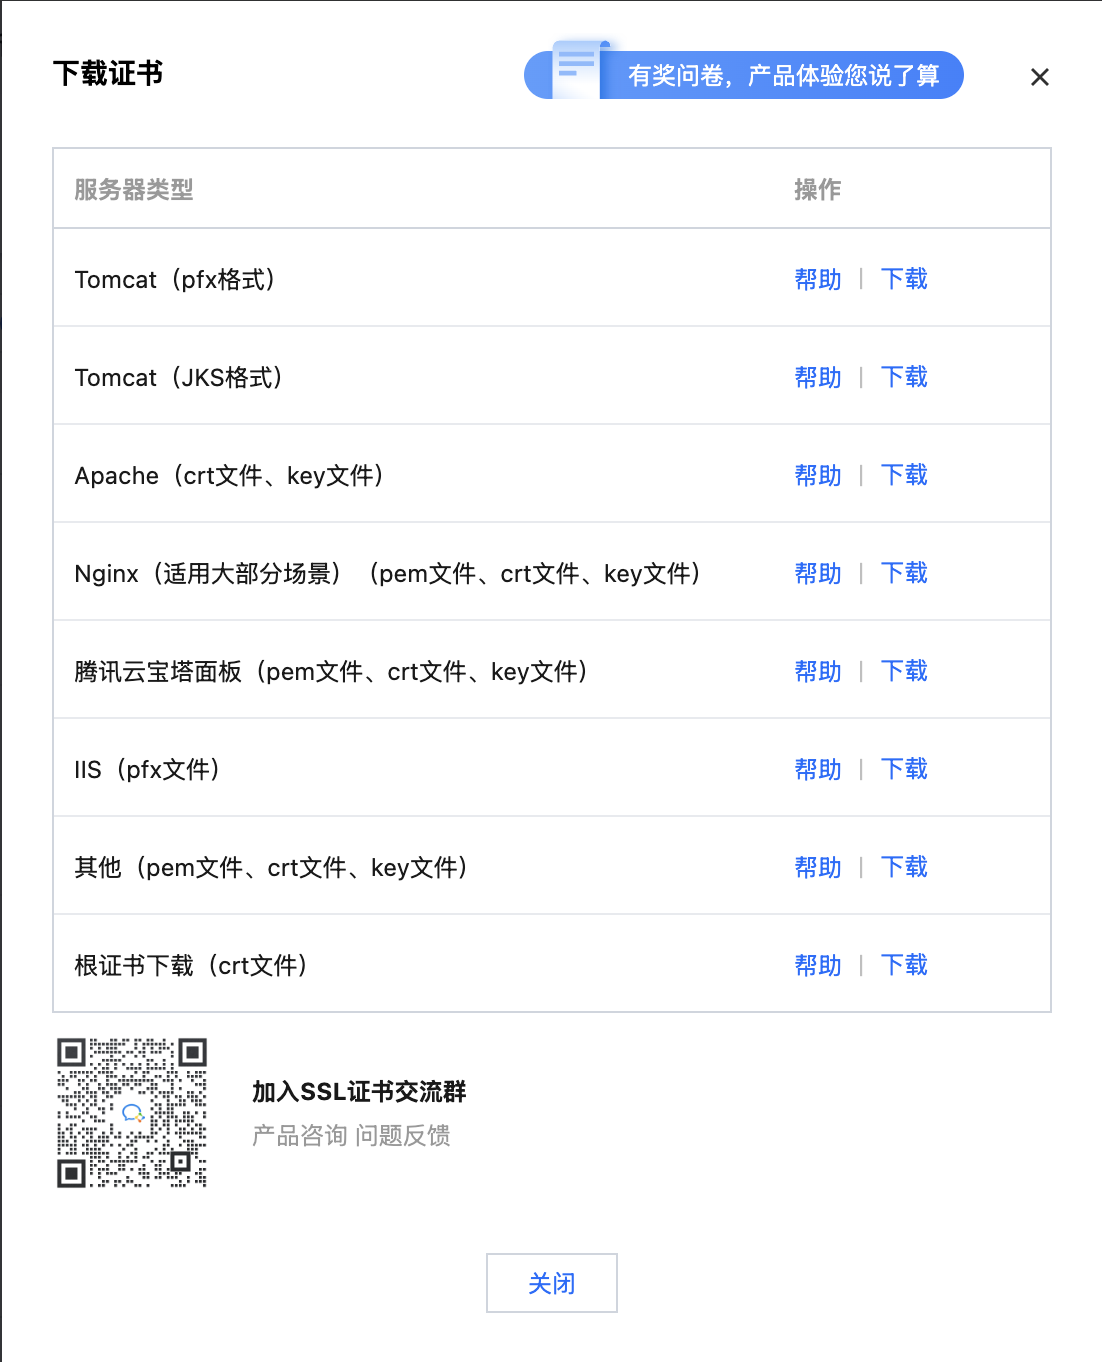 下载证书
有奖问卷，产品体验您说了算
服务器类型 操作
Tomcat（pfx格式） 帮助 | 下载
Tomcat（JKS格式） 帮助 | 下载
Apache（crt文件、key文件） 帮助 | 下载
Nginx（适用大部分场景）（pem文件、crt文件、key文件） 帮助 | 下载
腾讯云宝塔面板（pem文件、crt文件、key文件） 帮助 | 下载
IIS（pfx文件） 帮助 | 下载
其他（pem文件、crt文件、key文件） 帮助 | 下载
根证书下载（crt文件） 帮助 | 下载
加入SSL证书交流群
产品咨询 问题反馈
关闭